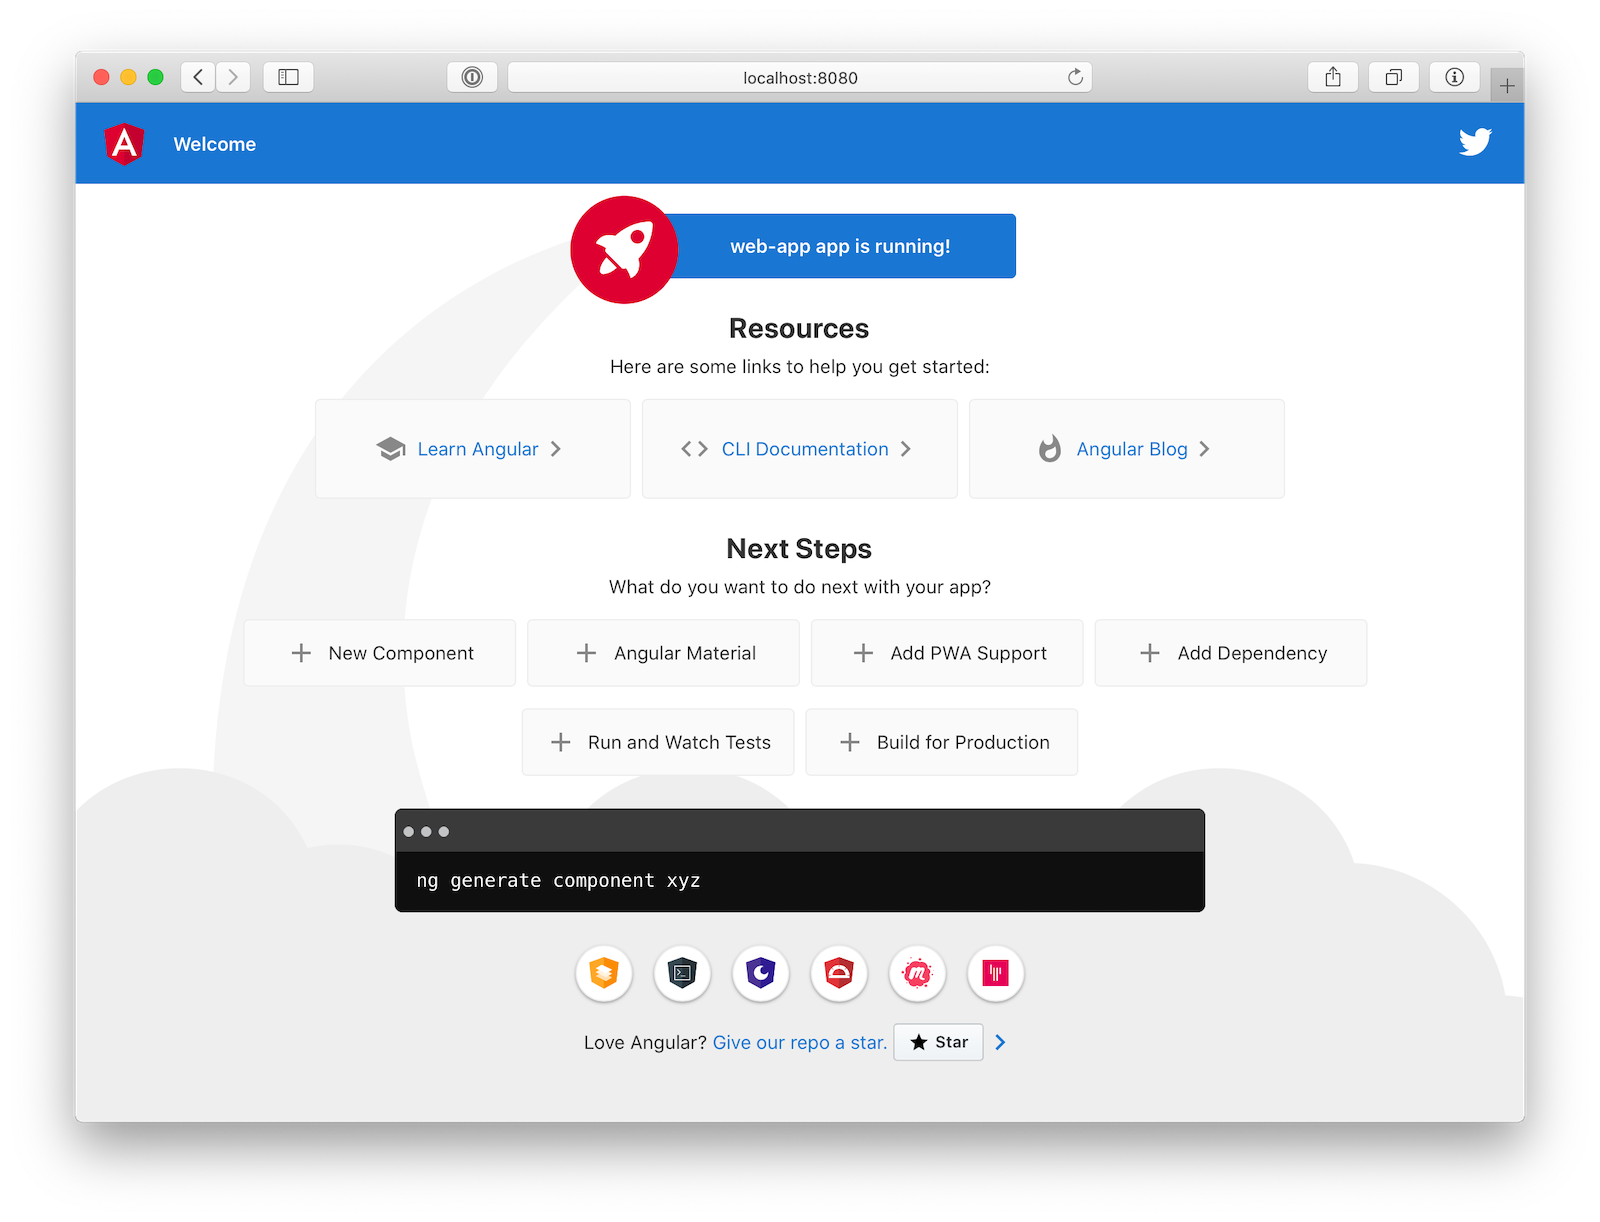 localhost:8080
Welcome
web-app app is running!
Resources
Here are some links to help you get started:
Learn Angular
CLI Documentation
Angular Blog
Next Steps
What do you want to do next with your app?
New Component
Angular Material
Add PWA Support
Add Dependency
Run and Watch Tests
Build for Production
ng generate component xyz
Love Angular? Give our repo a star. Star